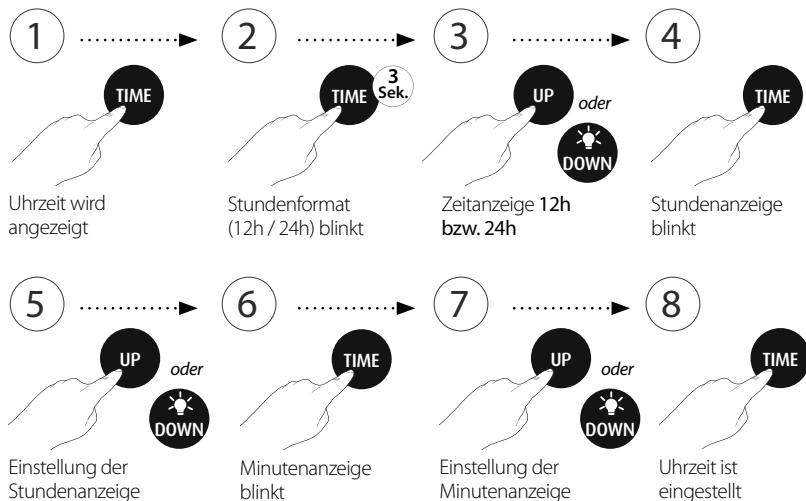 1
TIME
Uhrzeit wird
angezeigt
2
TIME
3
Sek.
Stundenformat
(12h / 24h) blinkt
3
UP
oder
DOWN
Zeitanzeige 12h
bzw. 24h
4
TIME
Stundenanzeige
blinkt
5
UP
oder
DOWN
Einstellung der
Stundenanzeige
6
TIME
Minutenanzeige
blinkt
7
UP
oder
DOWN
Einstellung der
Minutenanzeige
8
TIME
Uhrzeit ist
eingestellt